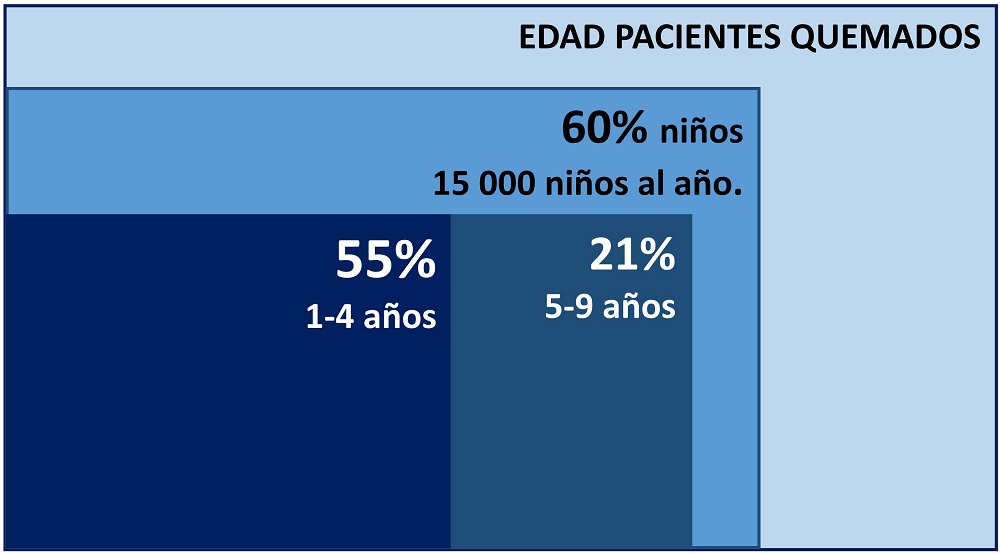 EDAD PACIENTES QUEMADOS
60% niños
15 000 niños al año.
55%
1-4 años
21%
5-9 años